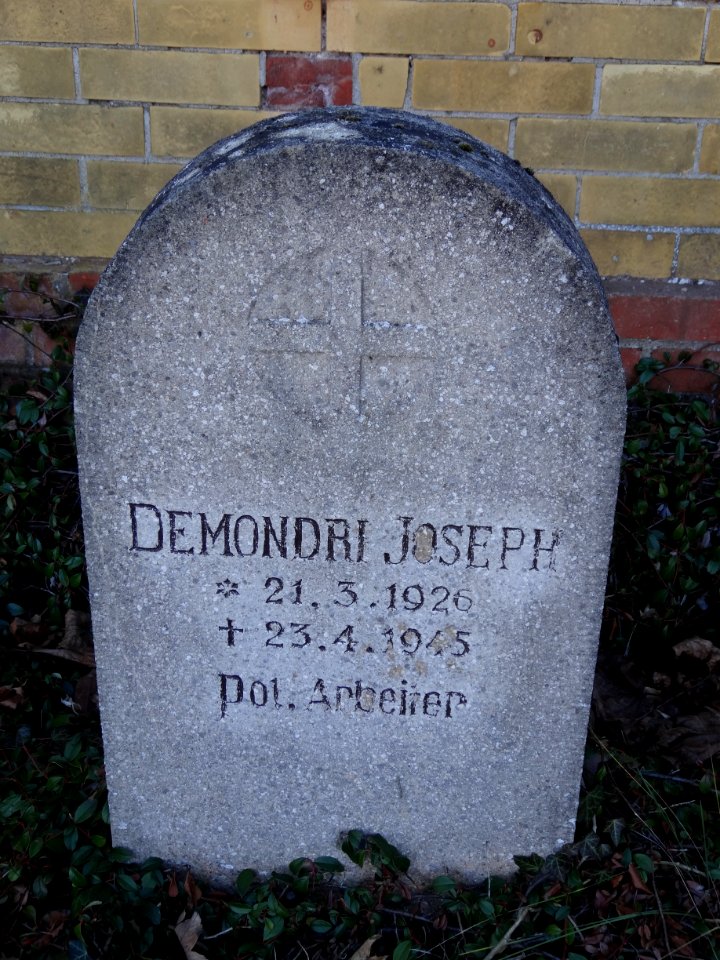 DEMONDRI JOSEPH
* 21.3.1926
† 23.4.1945
Pol. Arbeiter